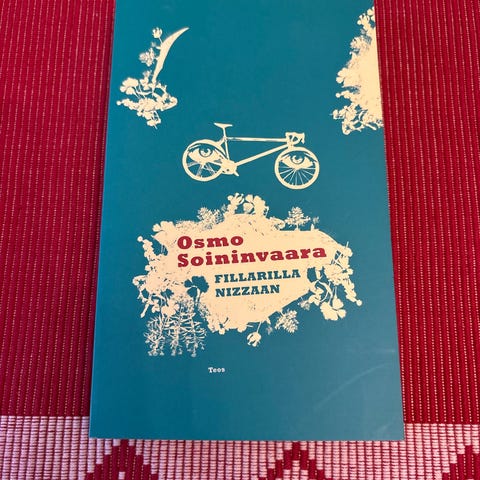 Osmo
Soininvaara
FILLARILLA
NIZZAAN
Teos